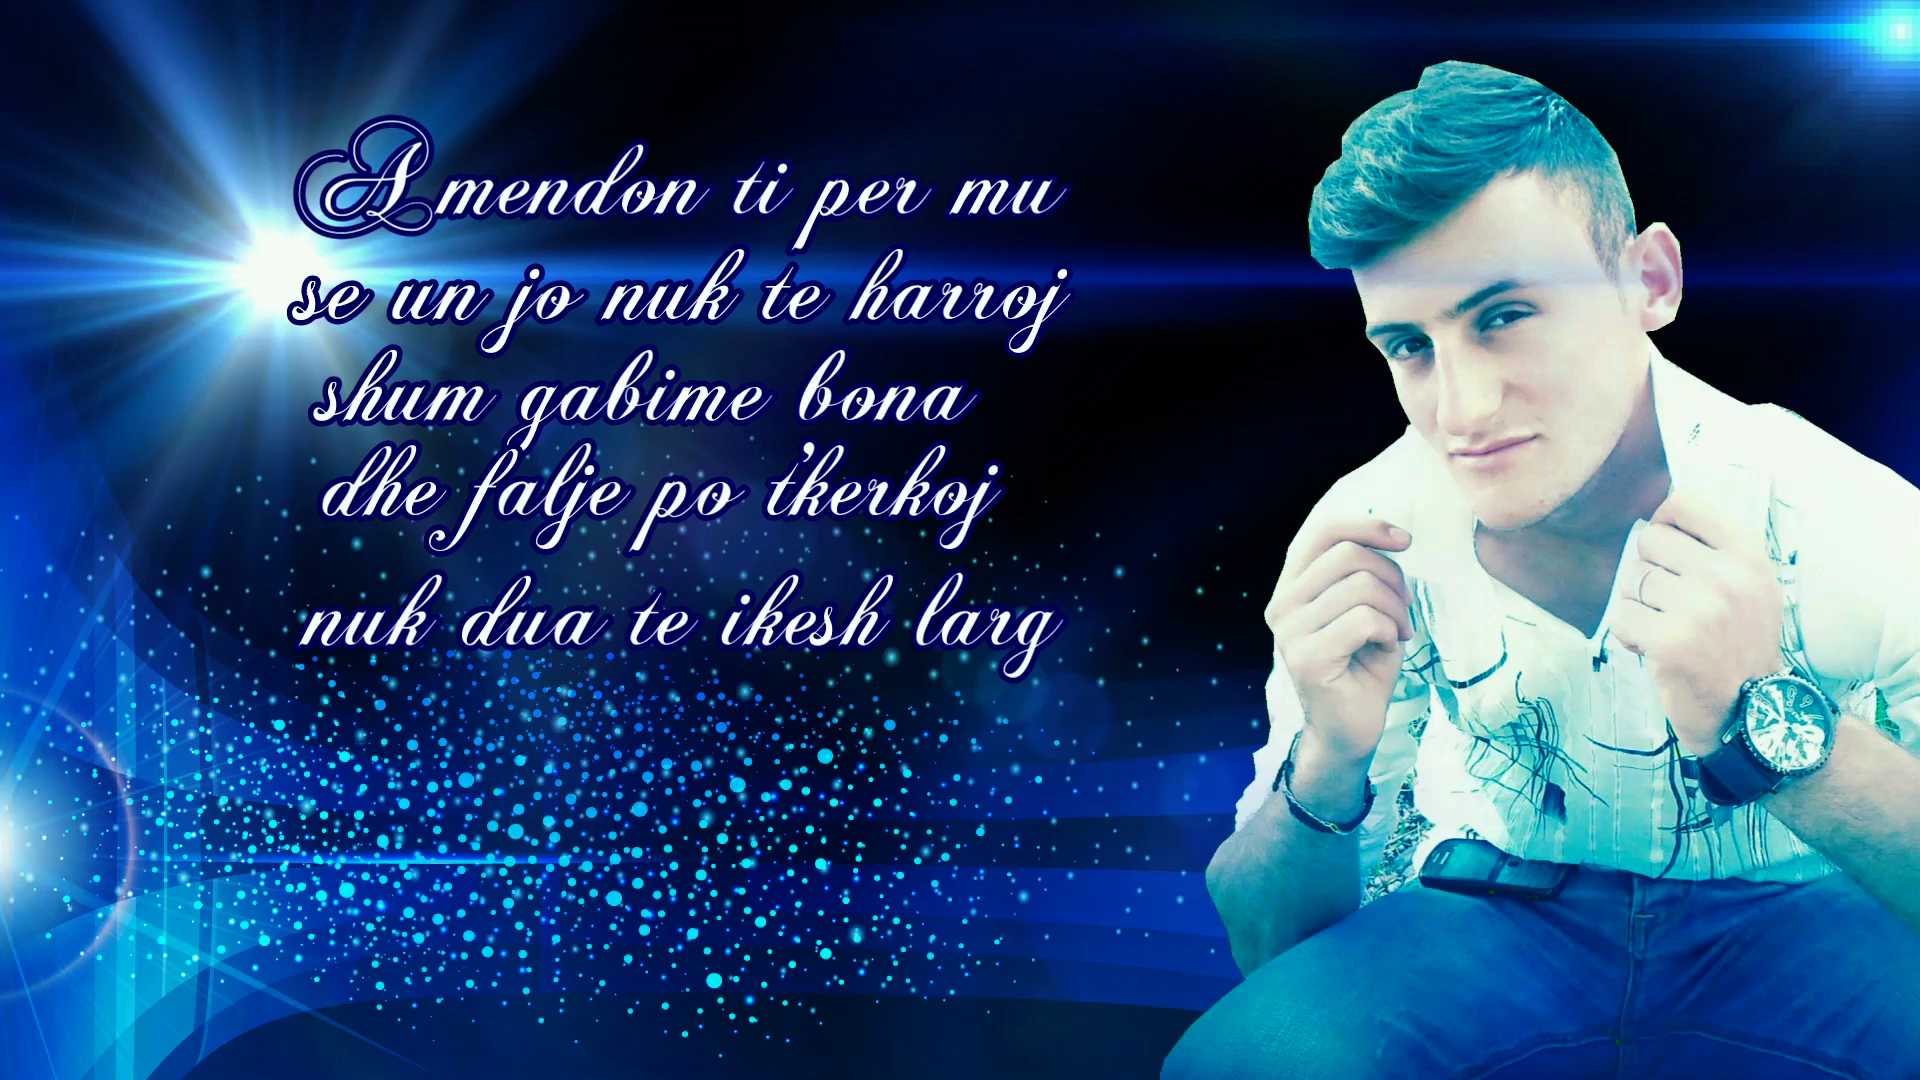 A mendon ti per mu
se un jo nuk te harroj
shum gabime bona
dhe falje po t'kerkoj
nuk dua te ikesh larg